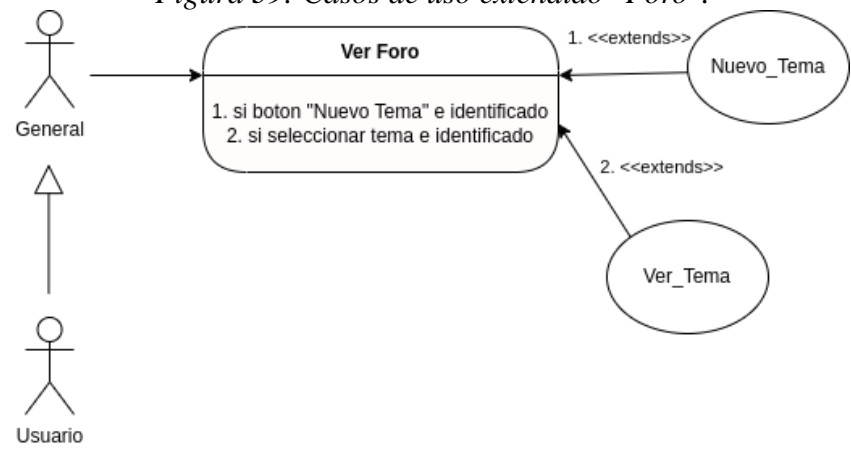 Figura 39: Casos de uso extendido "Foro".
1. <<extends>>
Ver Foro
Nuevo_Tema
1. si boton "Nuevo Tema" e identificado
General
2. si seleccionar tema e identificado
2. <<extends>>
Ver_Tema
Usuario